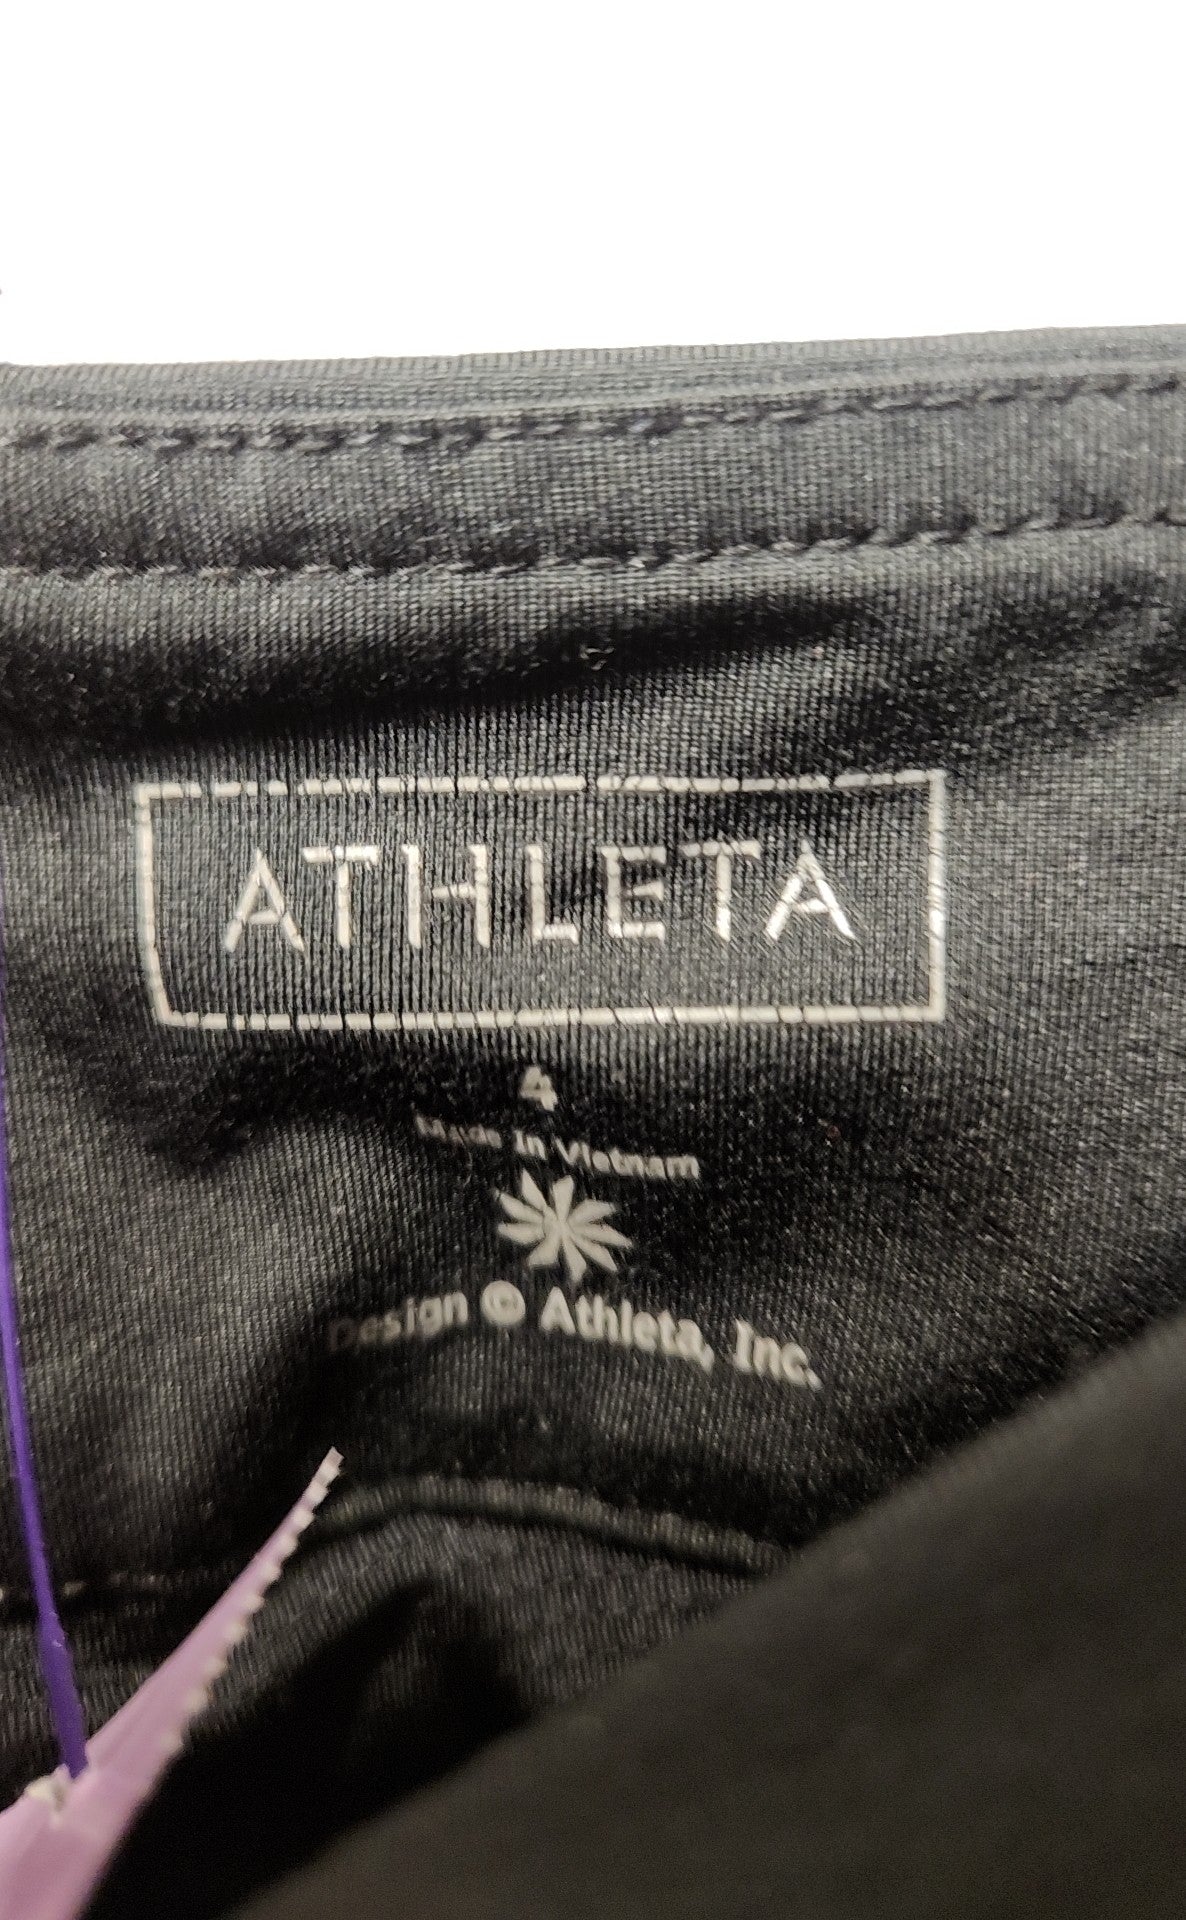 ATHLETA
4
Made In Vietnam
Design © Athleta, Inc.